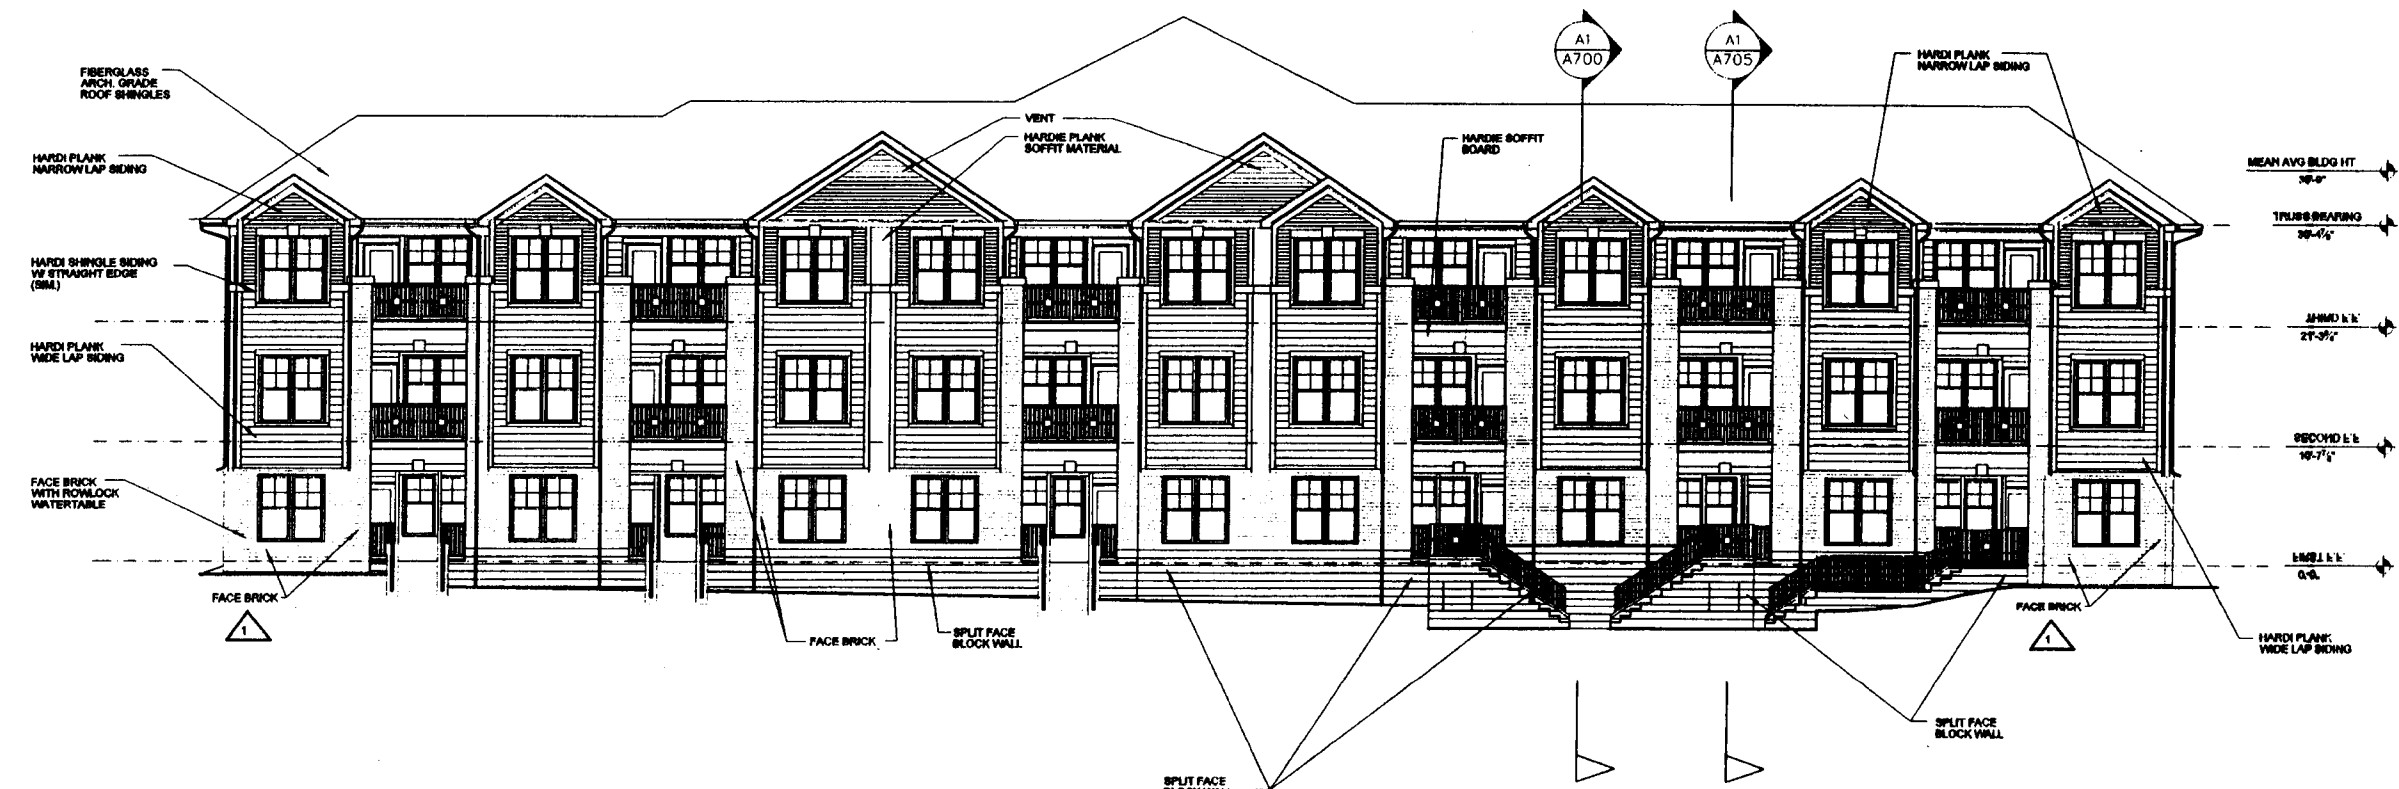 A1
A700
A1
A705
FIBERGLASS
ARCH. GRADE
ROOF SHINGLES
HARDI PLANK
NARROW LAP SIDING
VENT
HARDIE PLANK
SOFFIT MATERIAL
HARDIE SOFFIT
BOARD
HARDI PLANK
NARROW LAP SIDING
MEAN AVG BLDG HT
TRUSS BEARING
HARDI SHINGLE SIDING
W/ STRAIGHT EDGE
(SIM.)
HARDI PLANK
WIDE LAP SIDING
SECOND
FACE BRICK
WITH ROWLOCK
WATERTABLE
FACE BRICK
1
FACE BRICK
SPLIT FACE
BLOCK WALL
FACE BRICK
1
HARDI PLANK
WIDE LAP SIDING
SPLIT FACE
BLOCK WALL
SPLIT FACE